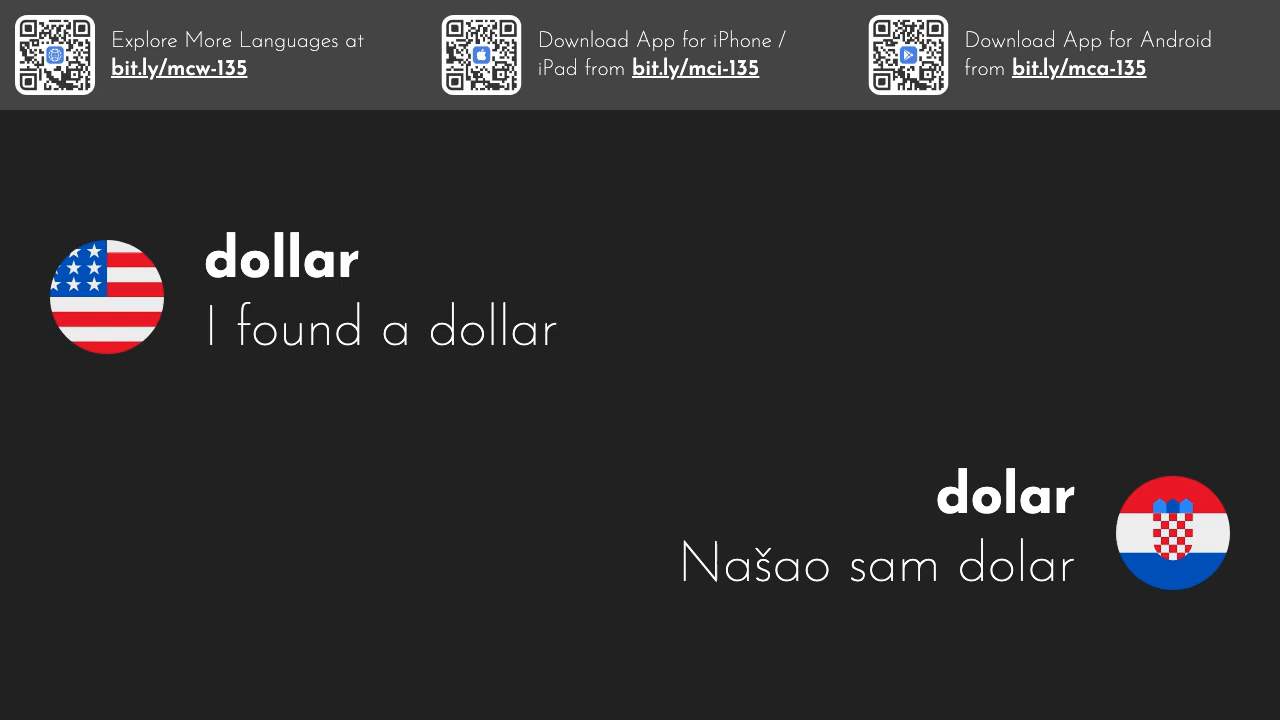 Explore More Languages at
bit.ly/mcw-135
Download App for iPhone /
iPad from bit.ly/mci-135
Download App for Android
from bit.ly/mca-135
dollar
I found a dollar
dolar
Našao sam dolar